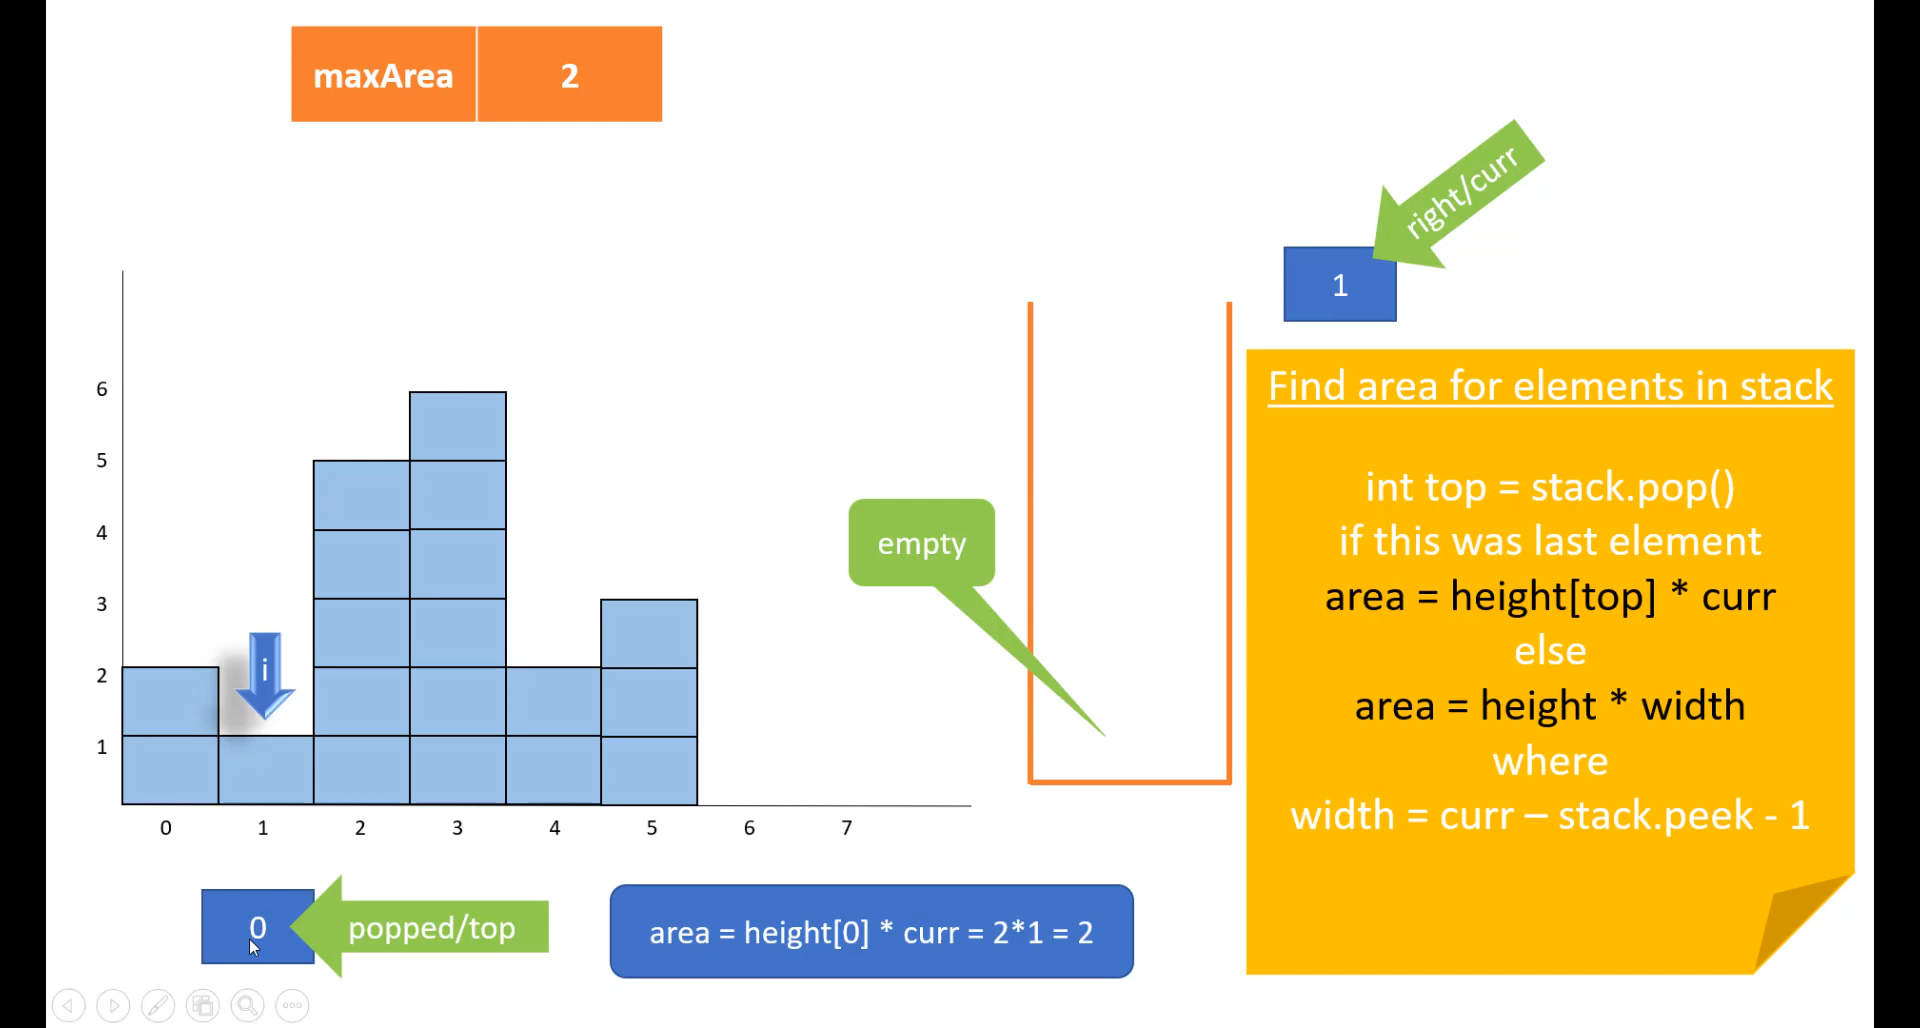 maxArea
2
right/curr
1
Find area for elements in stack
int top = stack.pop()
if this was last element
area = height[top] * curr
else
area = height * width
where
width = curr – stack.peek - 1
empty
6
5
4
3
2
1
i
0
1
2
3
4
5
6
7
0
popped/top
area = height[0] * curr = 2*1 = 2